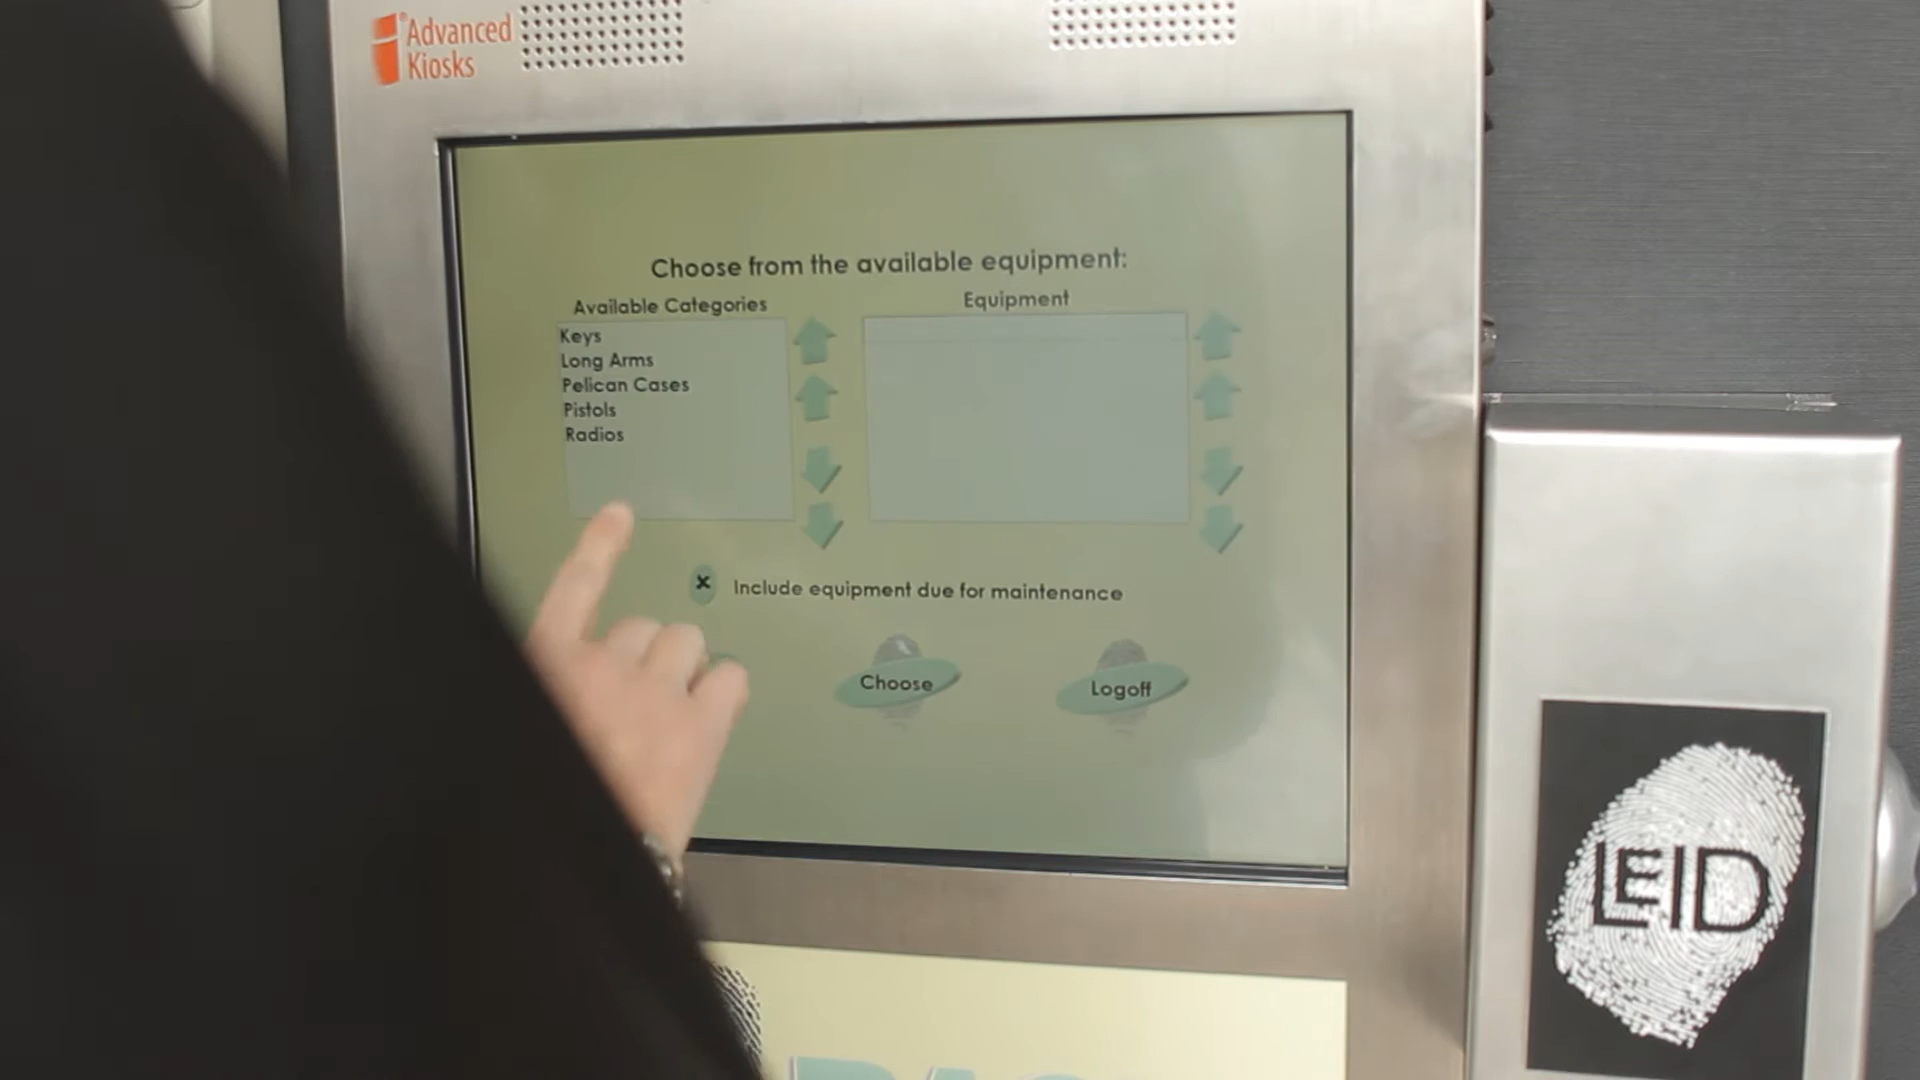 Advanced
Kiosks
Choose from the available equipment:
Available Categories
Equipment
Keys
Long Arms
Pelican Cases
Pistols
Radios
x Include equipment due for maintenance
Choose
Logoff
LEID